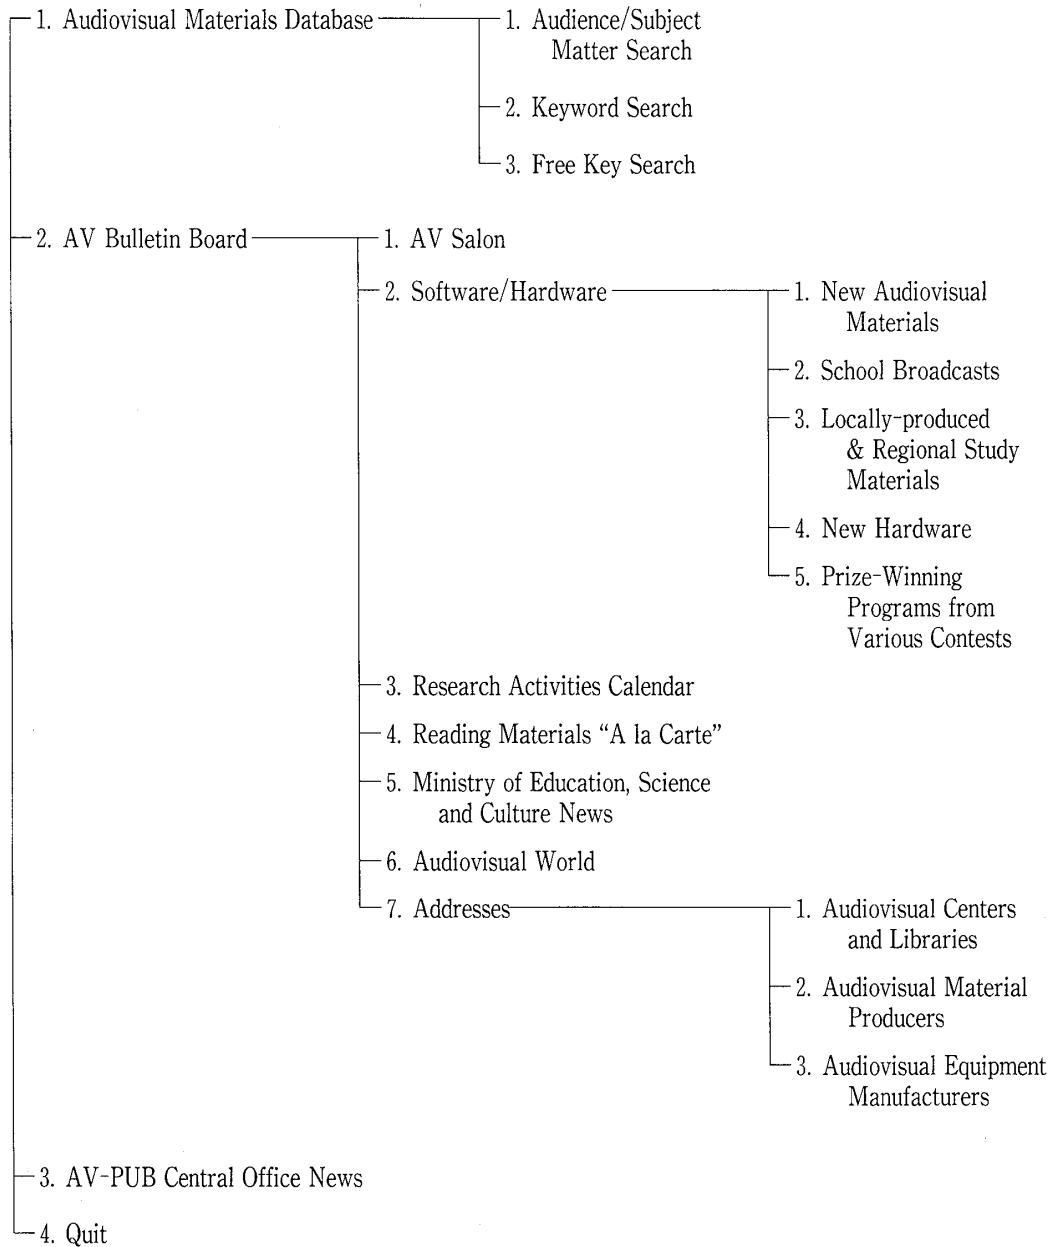 1. Audiovisual Materials Database
1. Audience/Subject
Matter Search
2. Keyword Search
3. Free Key Search
2. AV Bulletin Board
1. AV Salon
2. Software/Hardware
1. New Audiovisual
Materials
2. School Broadcasts
3. Locally-produced
& Regional Study
Materials
4. New Hardware
5. Prize-Winning
Programs from
Various Contests
3. Research Activities Calendar
4. Reading Materials “A la Carte”
5. Ministry of Education, Science
and Culture News
6. Audiovisual World
7. Addresses
1. Audiovisual Centers
and Libraries
2. Audiovisual Material
Producers
3. Audiovisual Equipment
Manufacturers
3. AV-PUB Central Office News
4. Quit